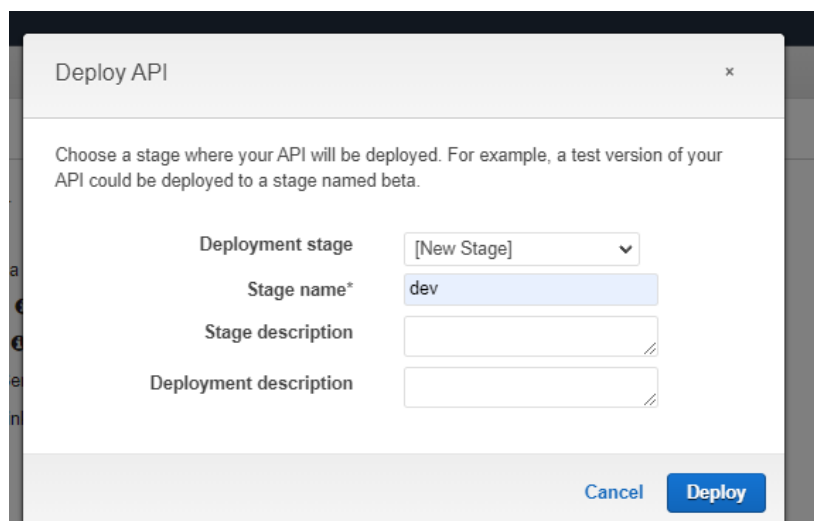 Deploy API
×
Choose a stage where your API will be deployed. For example, a test version of your
API could be deployed to a stage named beta.
Deployment stage [New Stage]
Stage name* dev
Stage description
Deployment description
Cancel Deploy